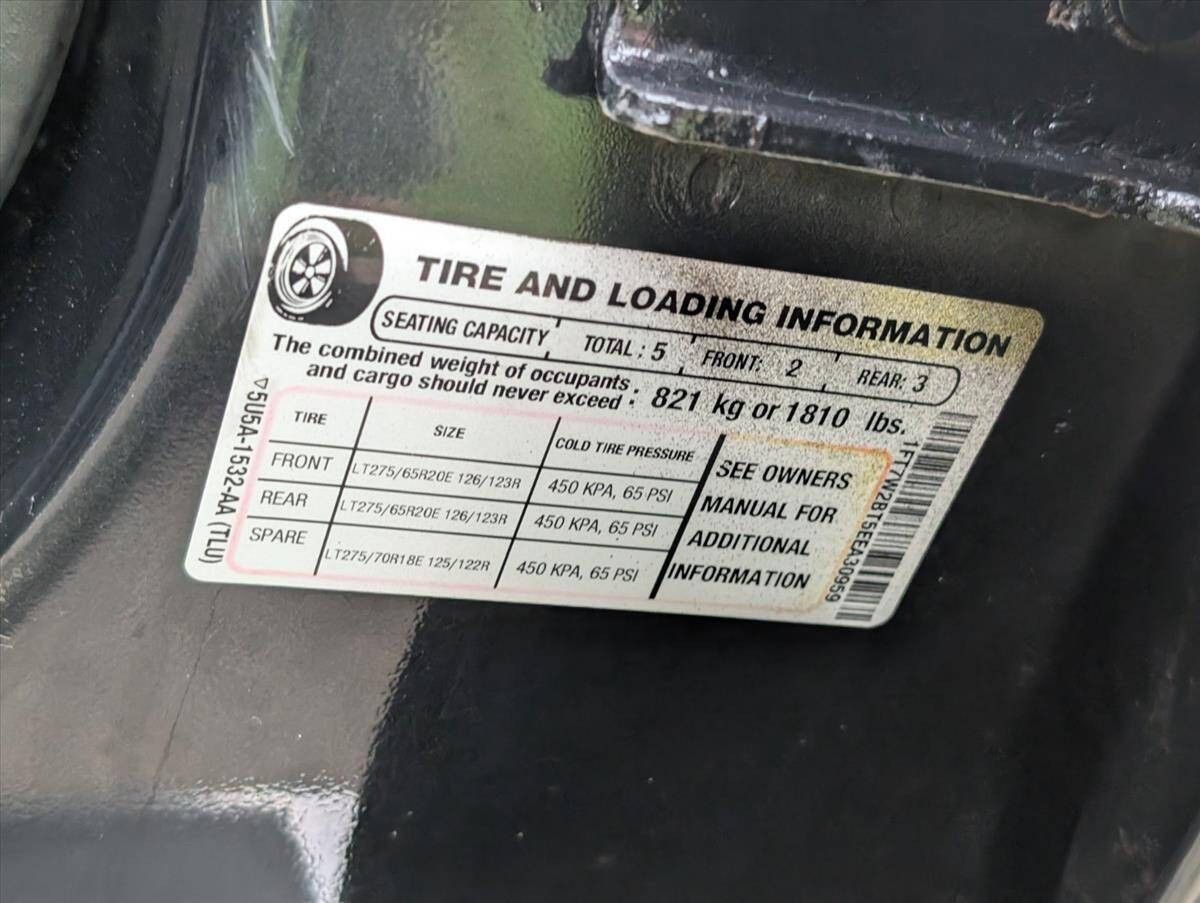 TIRE AND LOADING INFORMATION
SEATING CAPACITY TOTAL : 5 FRONT: 2 REAR: 3
The combined weight of occupants and cargo should never exceed : 821 kg or 1810 lbs.
TIRE SIZE COLD TIRE PRESSURE
FRONT LT275/65R20E 126/123R 450 KPA, 65 PSI
REAR LT275/65R20E 126/123R 450 KPA, 65 PSI
SPARE LT275/70R18E 125/122R 450 KPA, 65 PSI
SEE OWNERS
MANUAL FOR
ADDITIONAL
INFORMATION
5U5A-1532-AA (TLU)
1FT7W2BT5EEA30959